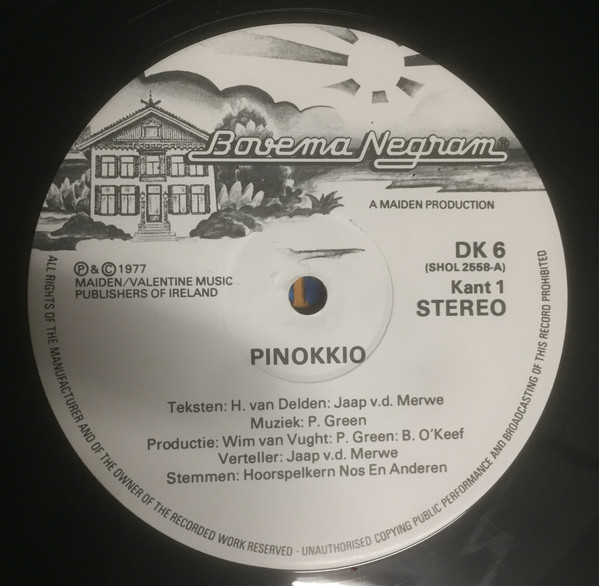 Bovema Negram®
A MAIDEN PRODUCTION
DK 6
(SHOL 2558-A)
Kant 1
STEREO
Ⓟ & © 1977
MAIDEN/VALENTINE MUSIC
PUBLISHERS OF IRELAND
PINOKKIO
Teksten: H. van Delden: Jaap v.d. Merwe
Muziek: P. Green
Productie: Wim van Vught: P. Green: B. O'Keef
Verteller: Jaap v.d. Merwe
Stemmen: Hoorspelkern Nos En Anderen
ALL RIGHTS OF THE MANUFACTURER AND OF THE OWNER OF THE RECORDED WORK RESERVED - UNAUTHORISED COPYING PUBLIC PERFORMANCE AND BROADCASTING OF THIS RECORD PROHIBITED